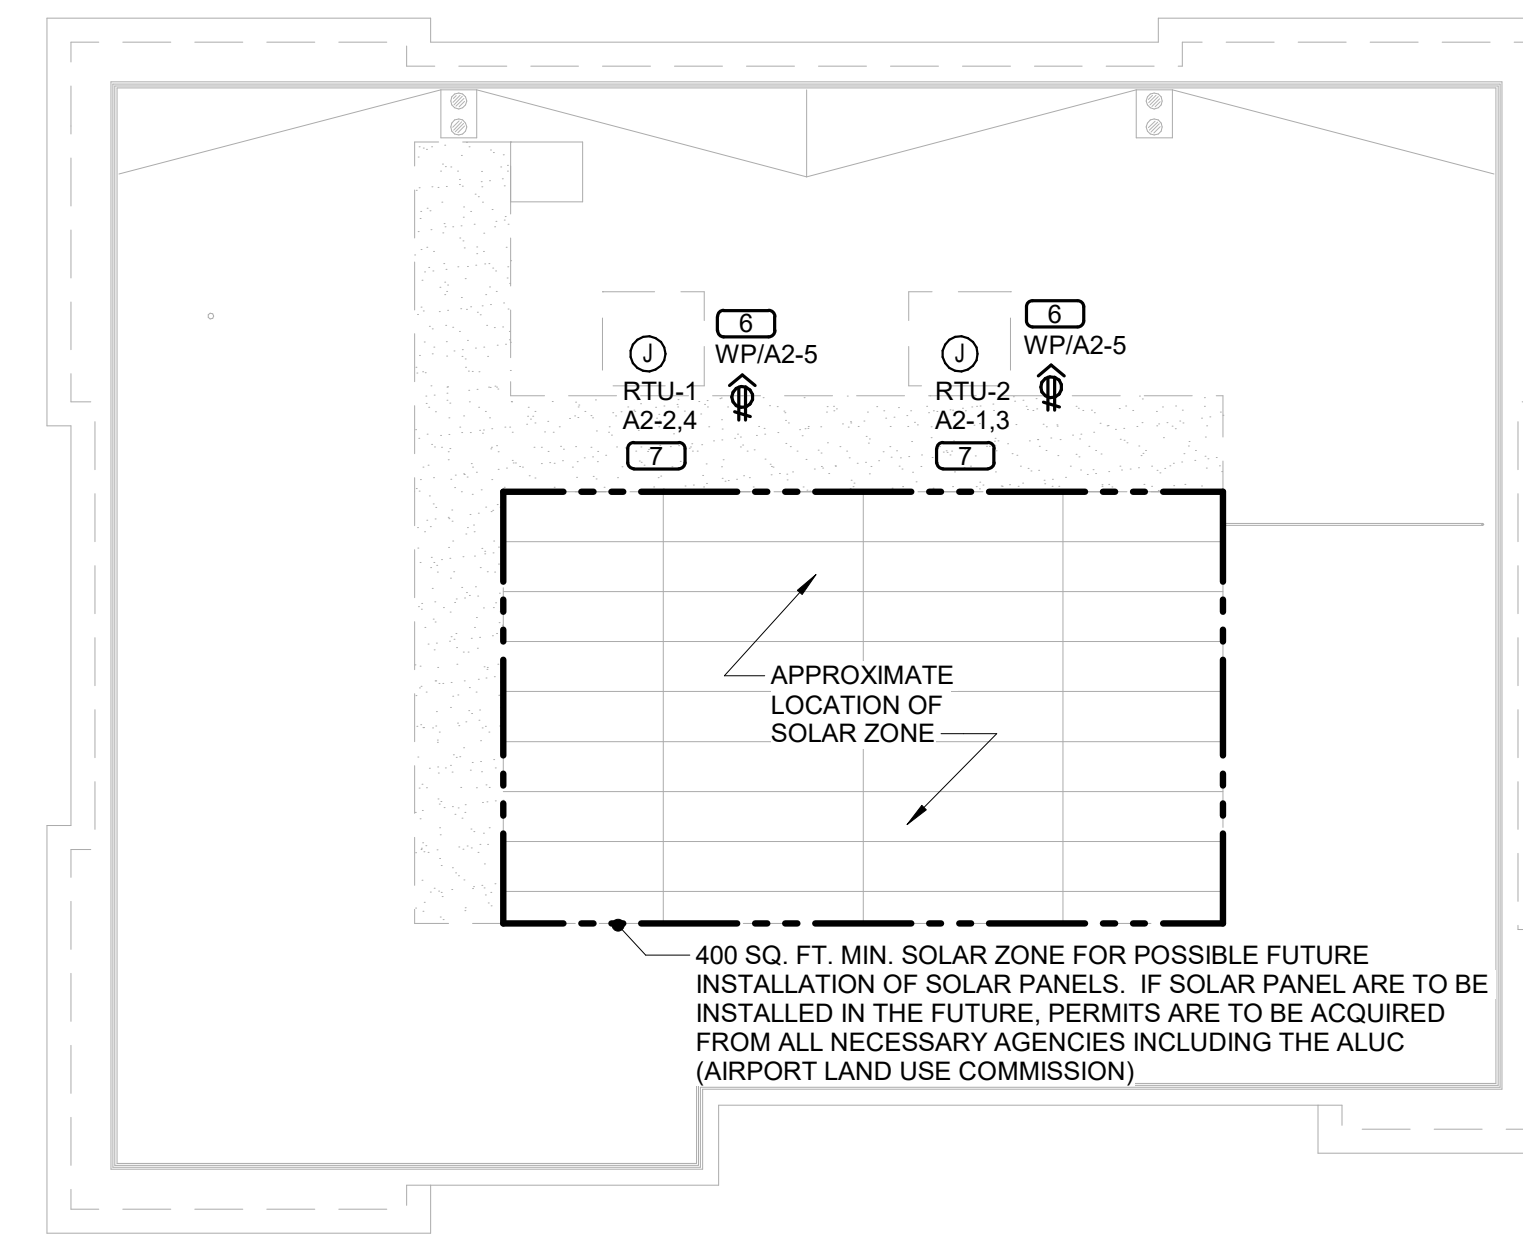 6
WP/A2-5
J
RTU-1
A2-2,4
7
6
WP/A2-5
J
RTU-2
A2-1,3
7
APPROXIMATE
LOCATION OF
SOLAR ZONE
400 SQ. FT. MIN. SOLAR ZONE FOR POSSIBLE FUTURE
INSTALLATION OF SOLAR PANELS.  IF SOLAR PANEL ARE TO BE
INSTALLED IN THE FUTURE, PERMITS ARE TO BE ACQUIRED
FROM ALL NECESSARY AGENCIES INCLUDING THE ALUC
(AIRPORT LAND USE COMMISSION)